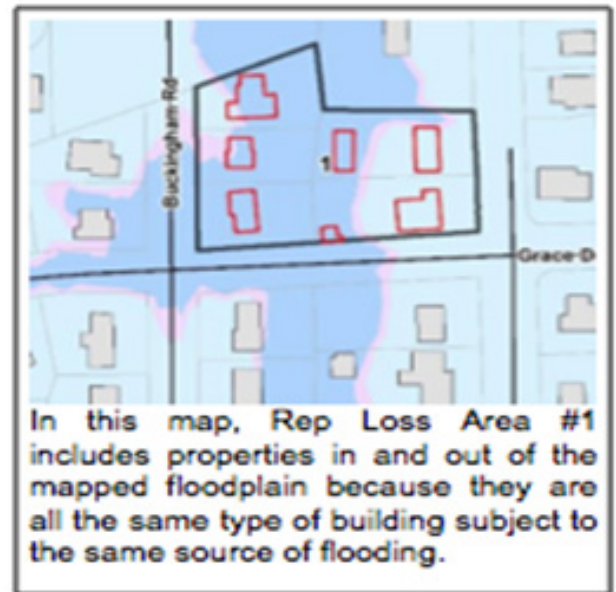 Buckingham Rd
1
Grace D
In this map, Rep Loss Area #1
includes properties in and out of the
mapped floodplain because they are
all the same type of building subject to
the same source of flooding.